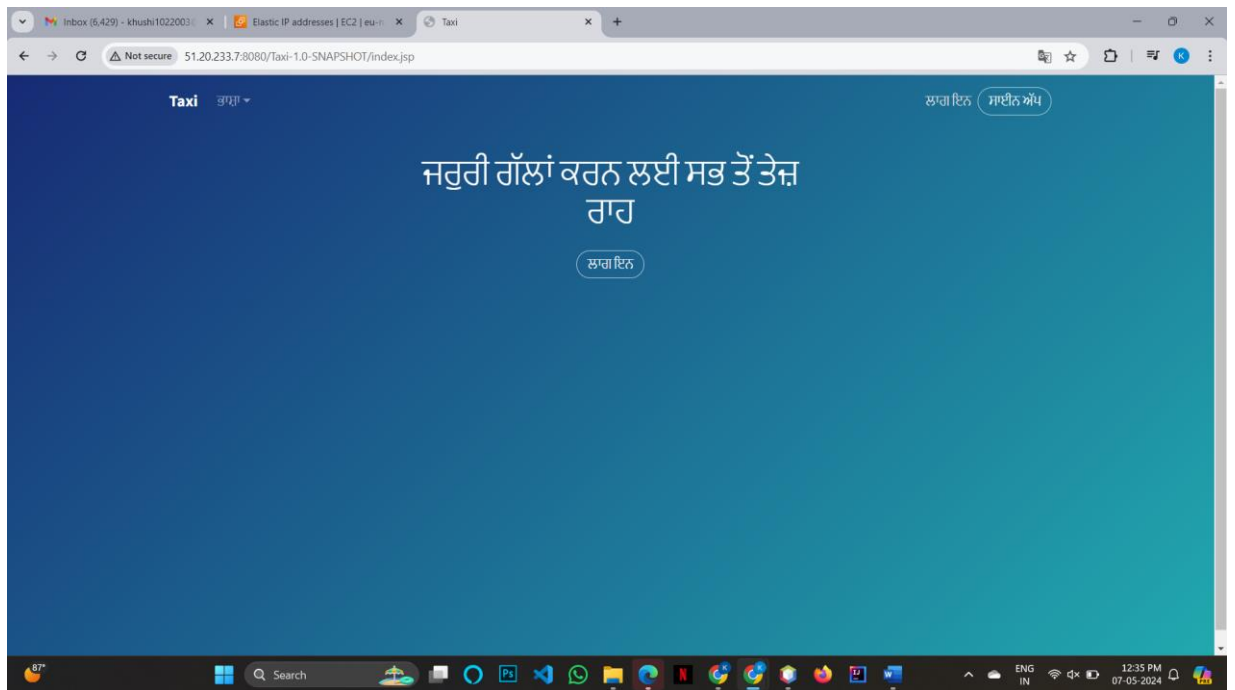 Inbox (6,429) - khushi1022003
Elastic IP addresses | EC2 | eu-n
Taxi
Not secure
51.20.233.7:8080/Taxi-1.0-SNAPSHOT/index.jsp
K
Taxi
ਭਾਸ਼ਾ
ਲਾਗ ਇਨ
ਸਾਈਨ ਅੱਪ
ਜਰੁਰੀ ਗੱਲਾਂ ਕਰਨ ਲਈ ਸਭ ਤੋਂ ਤੇਜ਼
ਰਾਹ
ਲਾਗ ਇਨ
87°
Search
Ps
N
ENG
IN
12:35 PM
07-05-2024